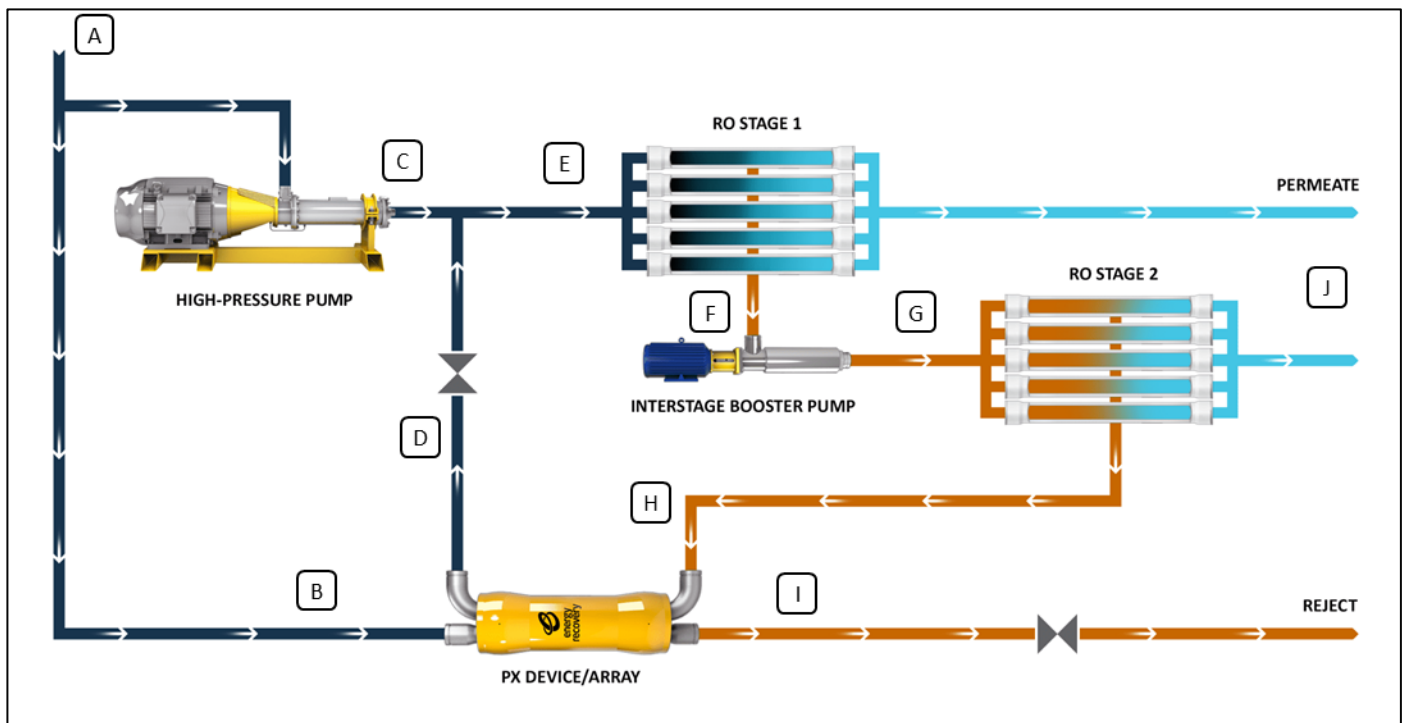 A
RO STAGE 1
C
E
PERMEATE
RO STAGE 2
J
HIGH-PRESSURE PUMP
F
G
INTERSTAGE BOOSTER PUMP
D
H
B
I
energy
recovery
REJECT
PX DEVICE/ARRAY